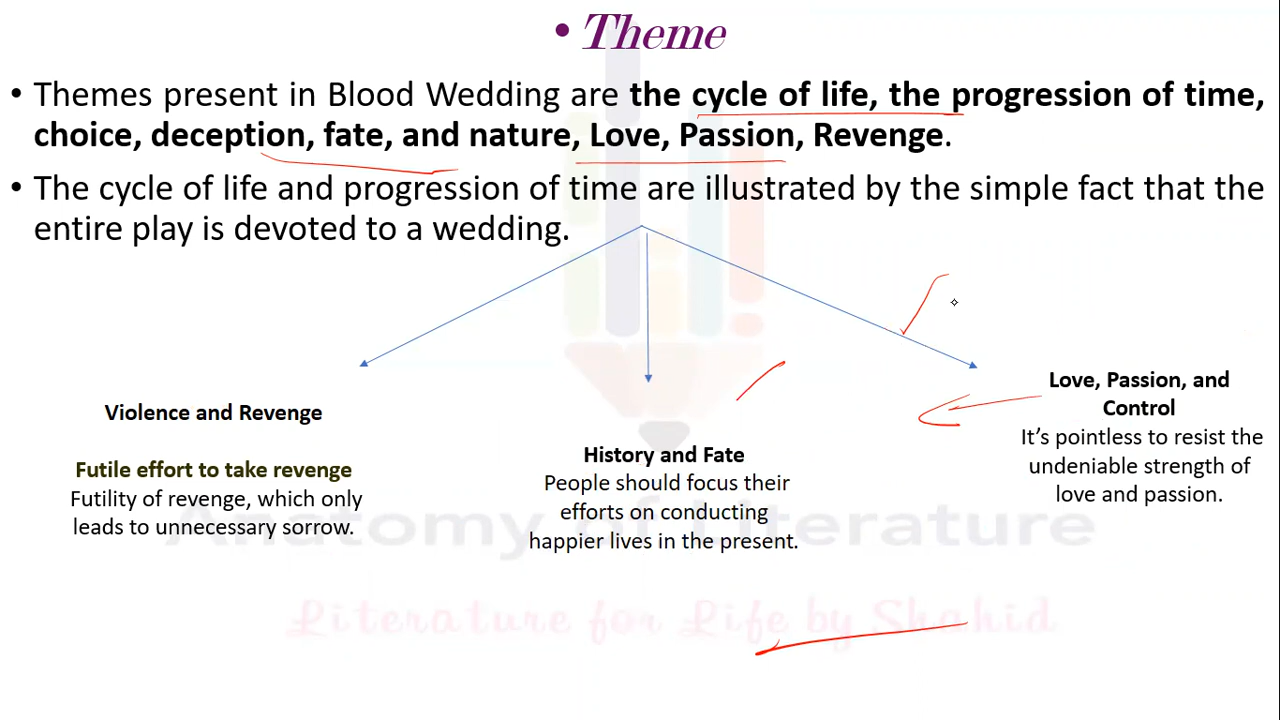 • Theme
• Themes present in Blood Wedding are the cycle of life, the progression of time,
choice, deception, fate, and nature, Love, Passion, Revenge.
• The cycle of life and progression of time are illustrated by the simple fact that the
entire play is devoted to a wedding.
Violence and Revenge
Futile effort to take revenge
Futility of revenge, which only
leads to unnecessary sorrow.
History and Fate
People should focus their
efforts on conducting
happier lives in the present.
Love, Passion, and
Control
It’s pointless to resist the
undeniable strength of
love and passion.
Anatomy of Literature
Literature for Life by Shahid